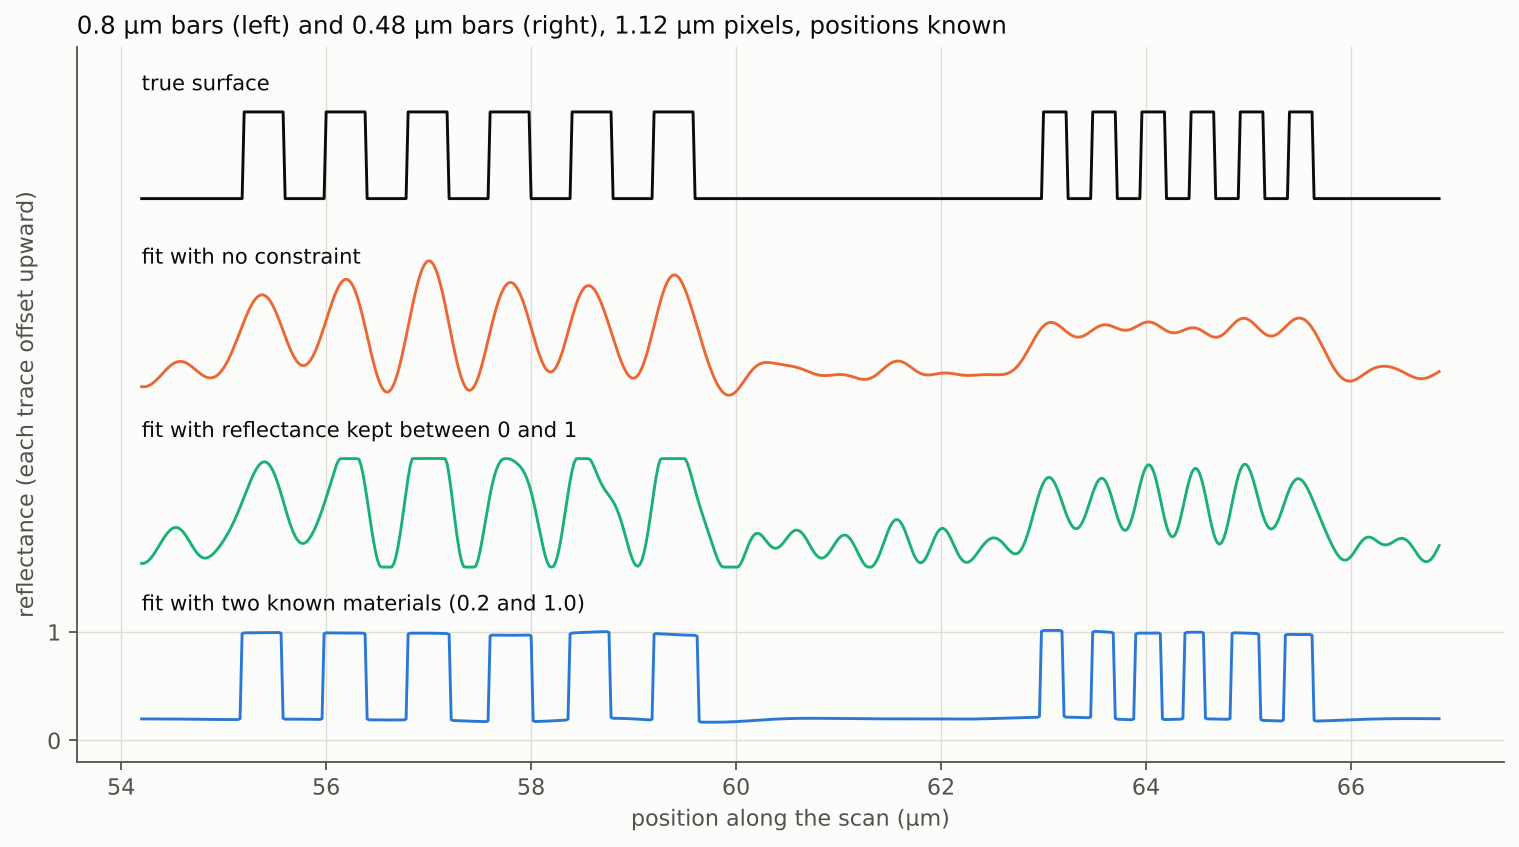 0.8 µm bars (left) and 0.48 µm bars (right), 1.12 µm pixels, positions known
true surface
fit with no constraint
fit with reflectance kept between 0 and 1
fit with two known materials (0.2 and 1.0)
reflectance (each trace offset upward)
1
0
54 56 58 60 62 64 66
position along the scan (µm)